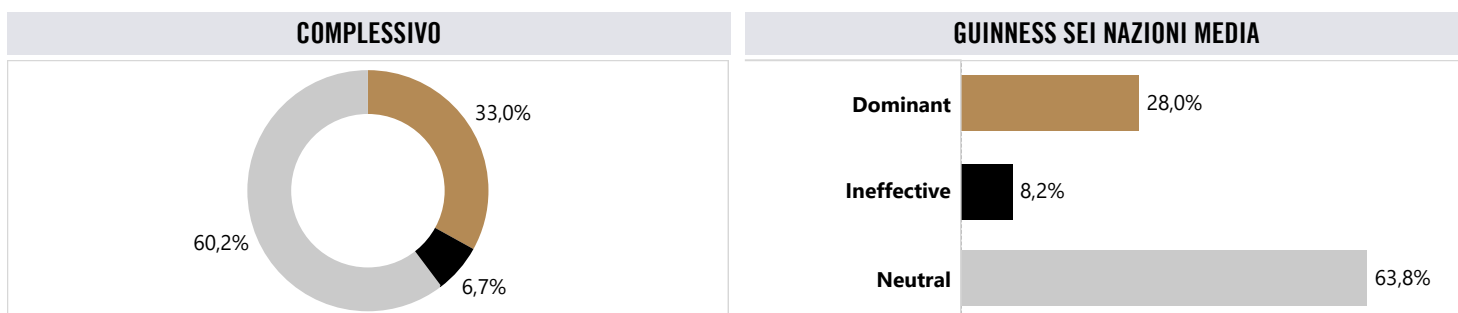 COMPLESSIVO
33,0%
60,2%
6,7%
GUINNESS SEI NAZIONI MEDIA
Dominant 28,0%
Ineffective 8,2%
Neutral 63,8%